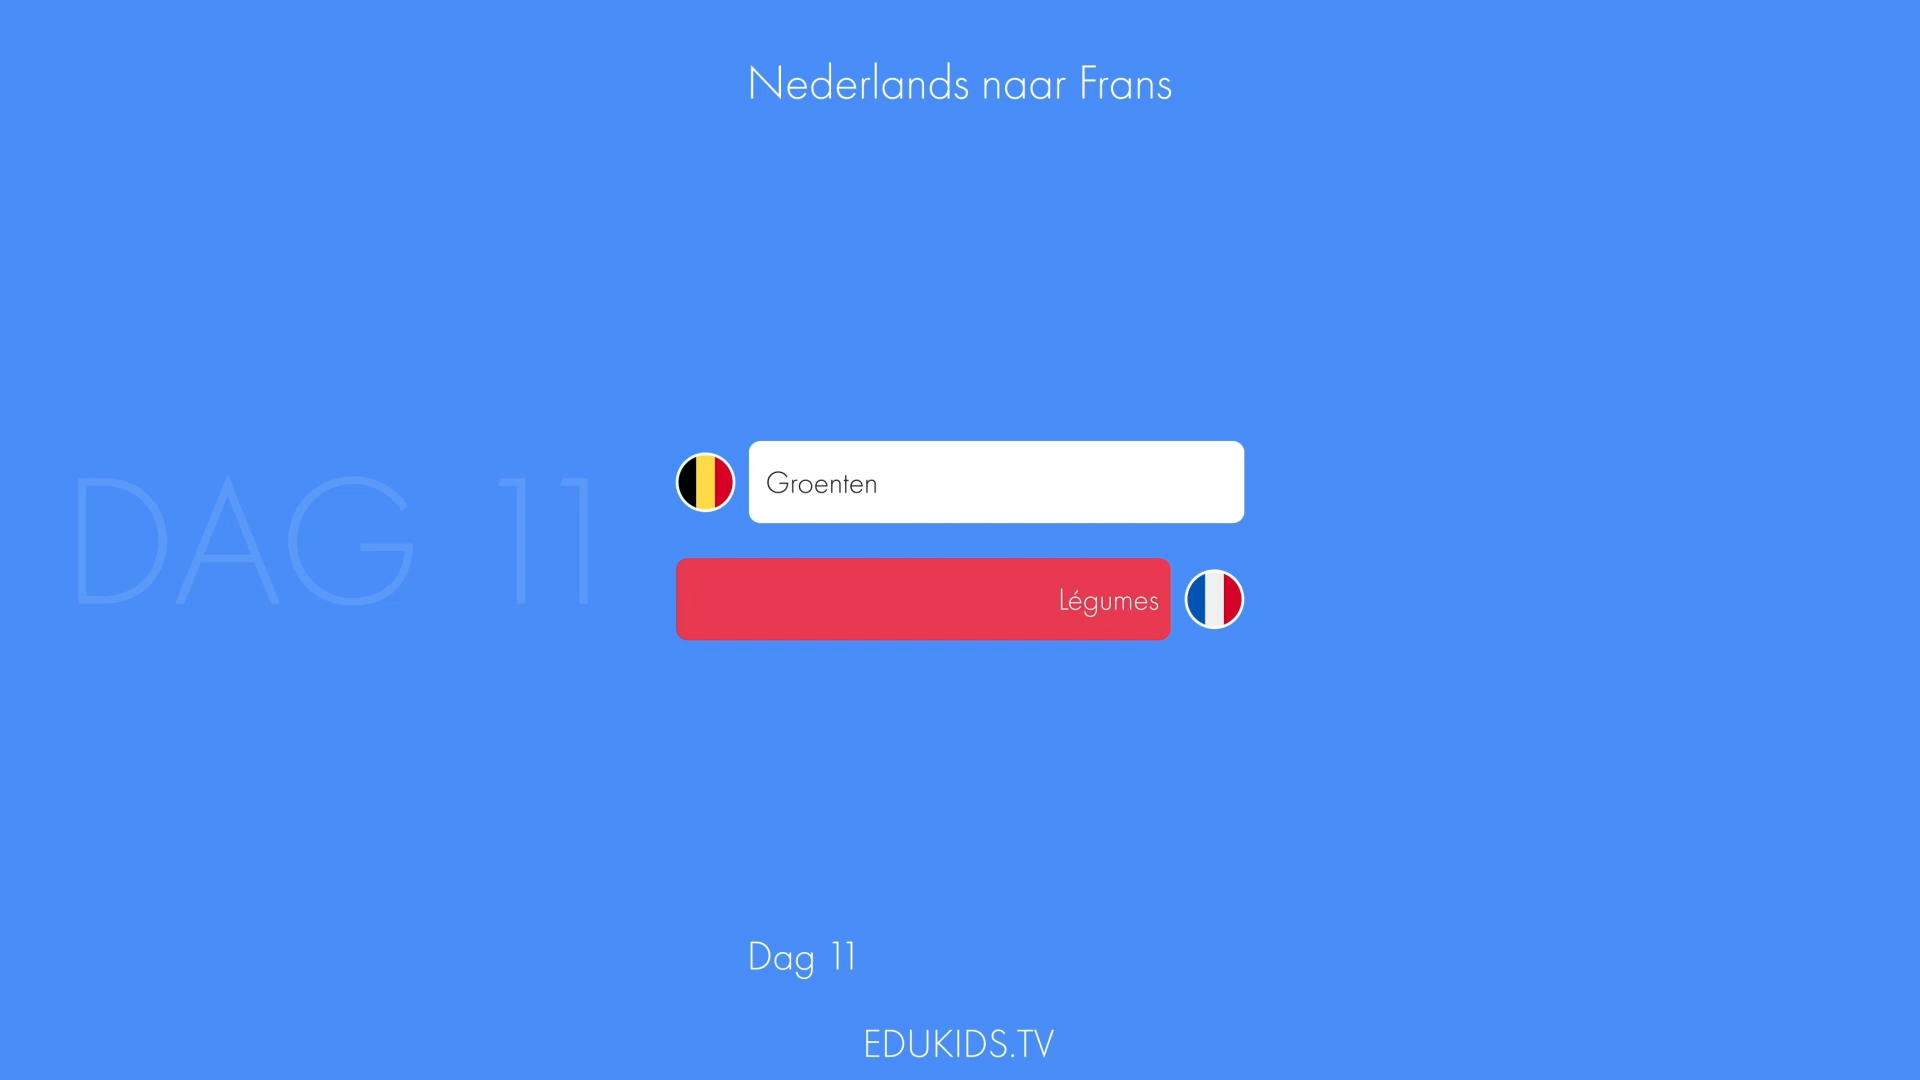 Nederlands naar Frans
DAG 11
Groenten
Légumes
Dag 11
EDUKIDS.TV